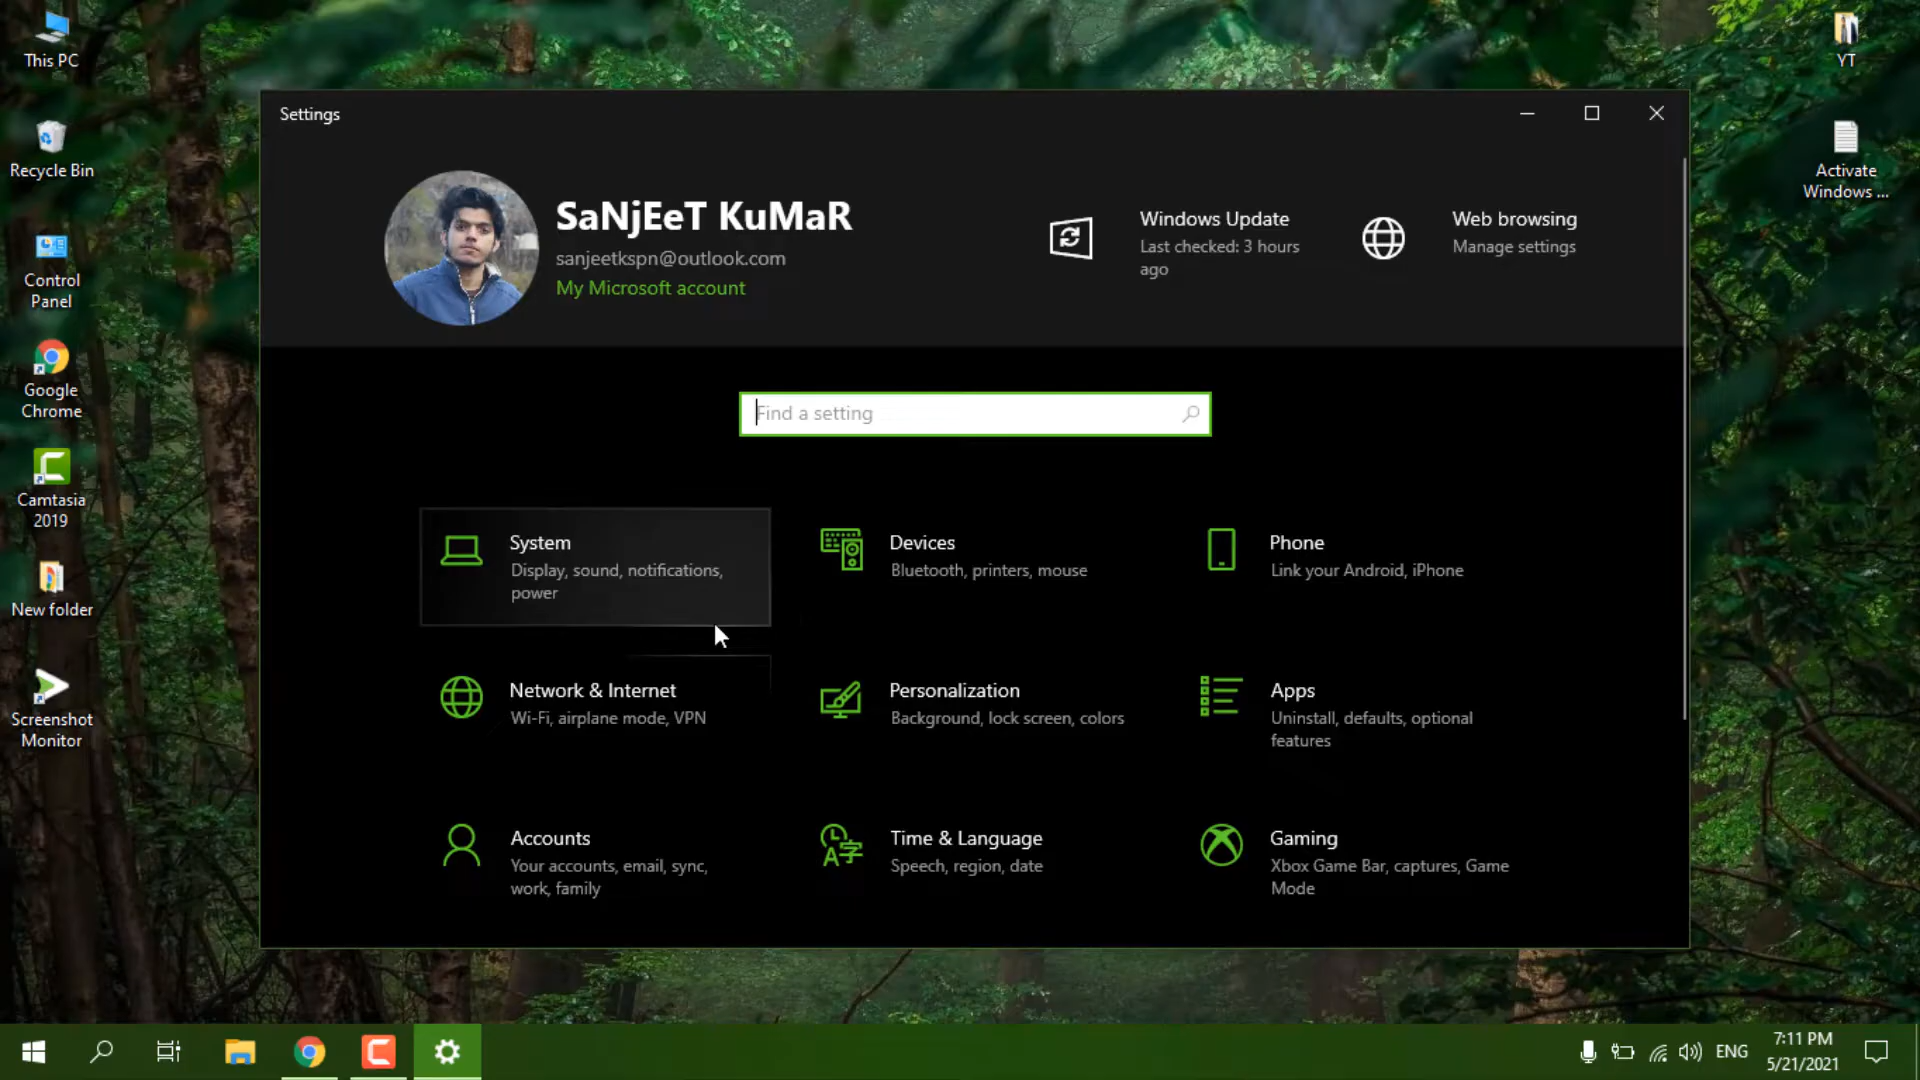 This PC
Recycle Bin
Control
Panel
Google
Chrome
Camtasia
2019
New folder
Screenshot
Monitor
YT
Activate
Windows ...
Settings
SaNjEeT KuMaR
sanjeetkspn@outlook.com
My Microsoft account
Windows Update
Last checked: 3 hours
ago
Web browsing
Manage settings
Find a setting
System
Display, sound, notifications,
power
Devices
Bluetooth, printers, mouse
Phone
Link your Android, iPhone
Network & Internet
Wi-Fi, airplane mode, VPN
Personalization
Background, lock screen, colors
Apps
Uninstall, defaults, optional
features
Accounts
Your accounts, email, sync,
work, family
Time & Language
Speech, region, date
Gaming
Xbox Game Bar, captures, Game
Mode
ENG
7:11 PM
5/21/2021